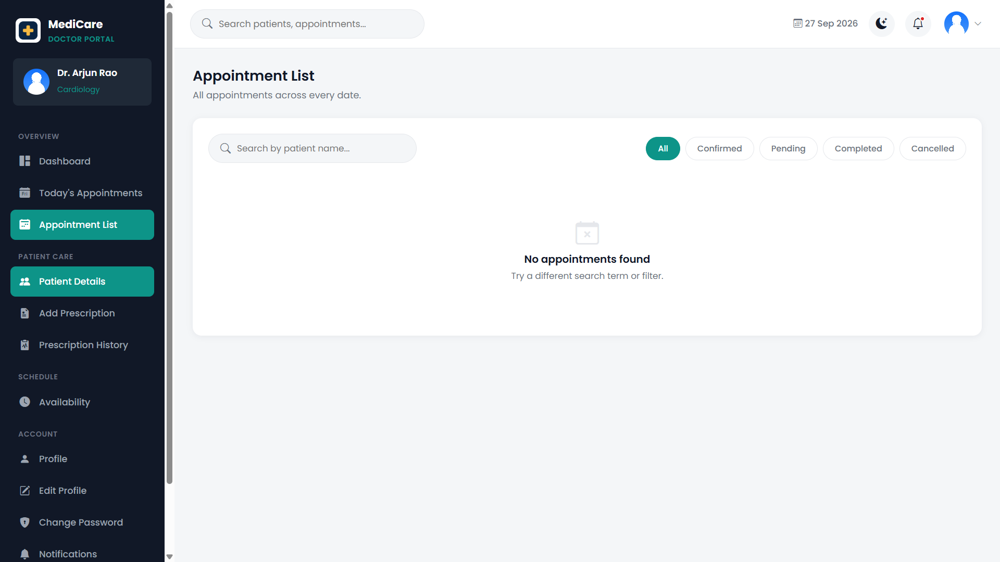 MediCare
DOCTOR PORTAL
Dr. Arjun Rao
Cardiology
OVERVIEW
Dashboard
Fri
Today's Appointments
Appointment List
PATIENT CARE
Patient Details
Add Prescription
Prescription History
SCHEDULE
Availability
ACCOUNT
Profile
Edit Profile
Change Password
Notifications
Search patients, appointments...
27 Sep 2026
Appointment List
All appointments across every date.
Search by patient name...
All
Confirmed
Pending
Completed
Cancelled
No appointments found
Try a different search term or filter.